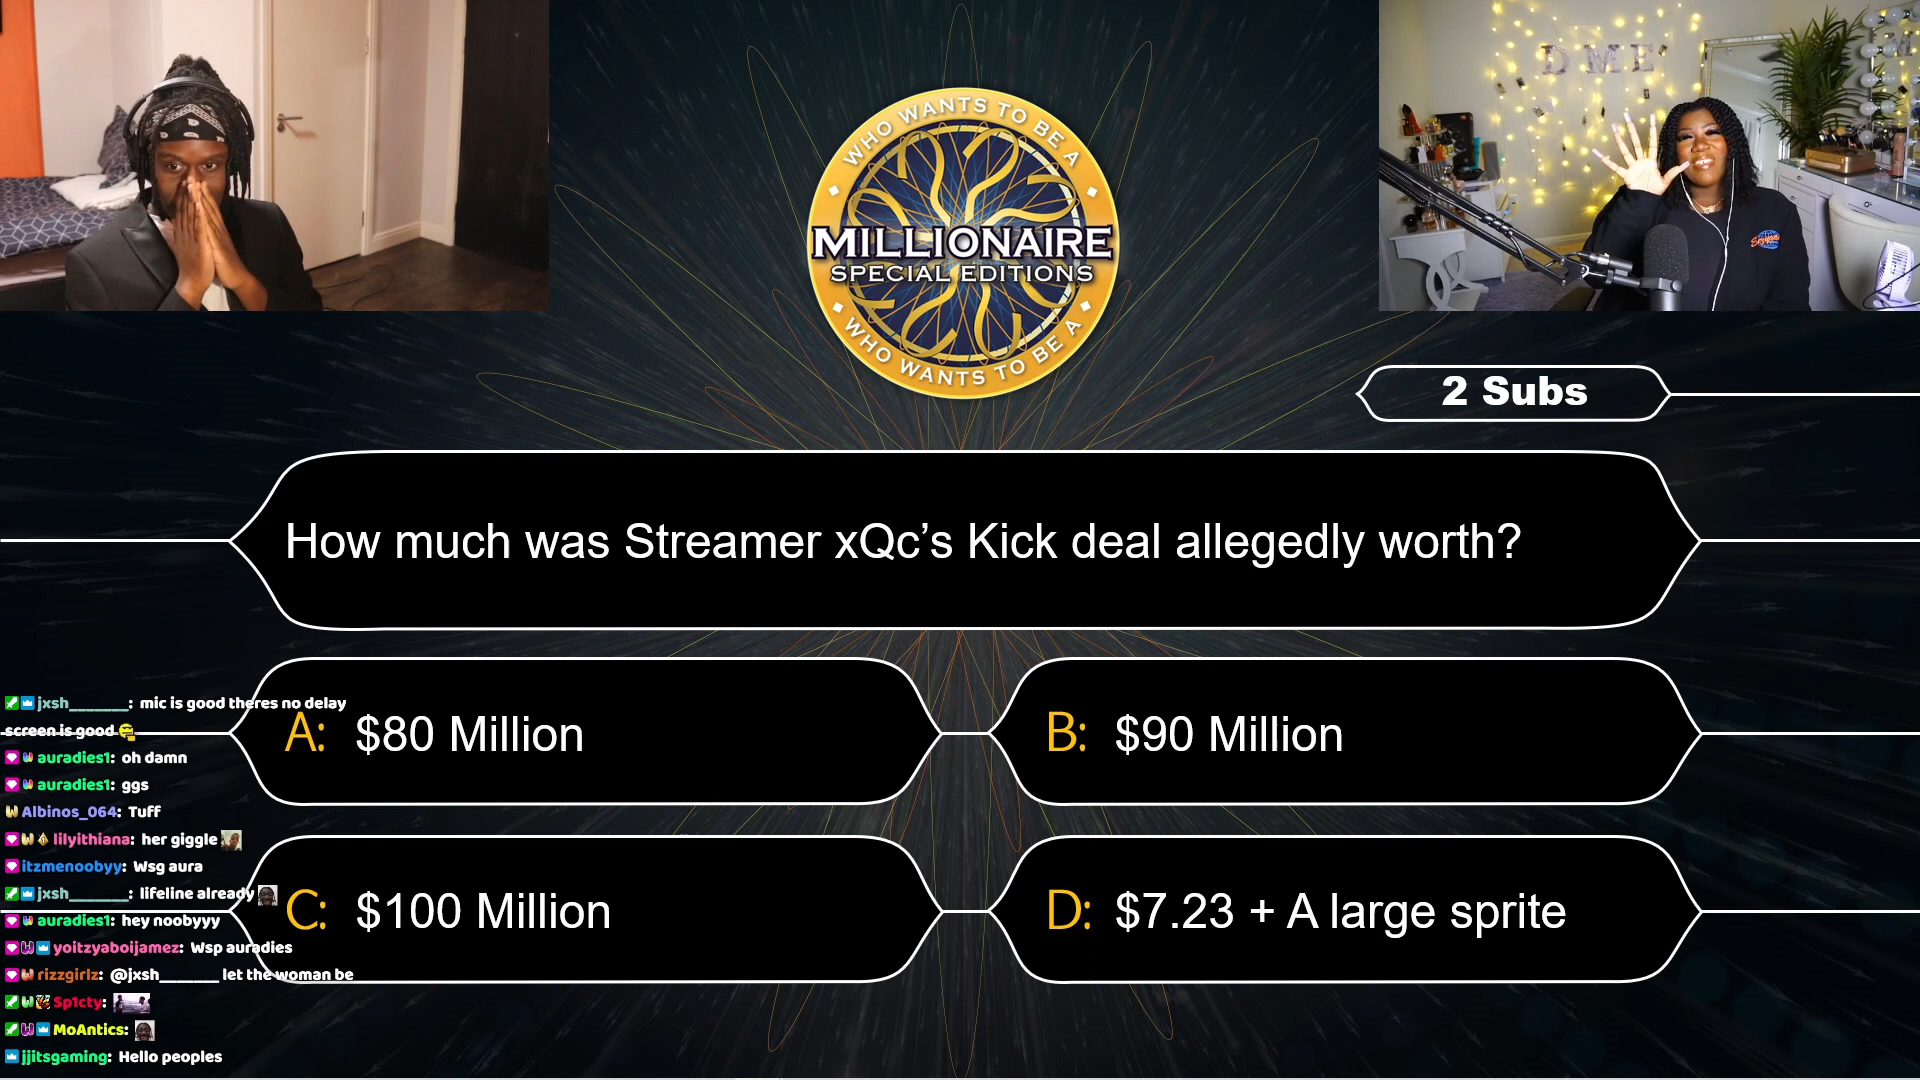 DME
WHO WANTS TO BE A
MILLIONAIRE
SPECIAL EDITIONS
WHO WANTS TO BE A
2 Subs
How much was Streamer xQc’s Kick deal allegedly worth?
A: $80 Million
B: $90 Million
C: $100 Million
D: $7.23 + A large sprite
jxsh_______: mic is good theres no delay
screen is good
auradies1: oh damn
auradies1: ggs
Albinos_064: Tuff
lilyithiana: her giggle
itzmenoobyy: Wsg aura
jxsh_______: lifeline already
auradies1: hey noobyyy
yoitzyaboijamez: Wsp auradies
rizzgirlz: @jxsh_______ let the woman be
Sp1cty:
MoAntics:
jjitsgaming: Hello peoples